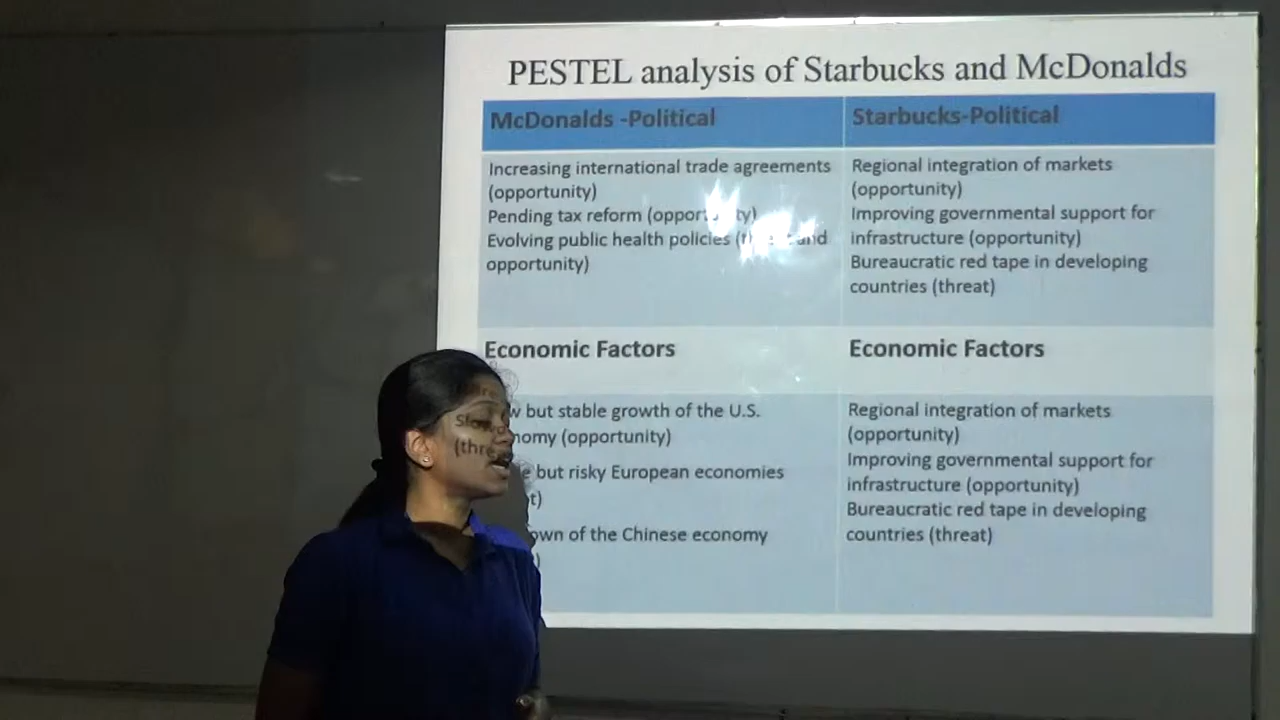 PESTEL analysis of Starbucks and McDonalds
McDonalds -Political
Increasing international trade agreements
(opportunity)
Pending tax reform
Evolving public health policies and
opportunity)
Starbucks-Political
Regional integration of markets
(opportunity)
Improving governmental support for
infrastructure (opportunity)
Bureaucratic red tape in developing
countries (threat)
Economic Factors
but stable growth of the U.S.
(opportunity)
but risky European economies
of the Chinese economy
Economic Factors
Regional integration of markets
(opportunity)
Improving governmental support for
infrastructure (opportunity)
Bureaucratic red tape in developing
countries (threat)